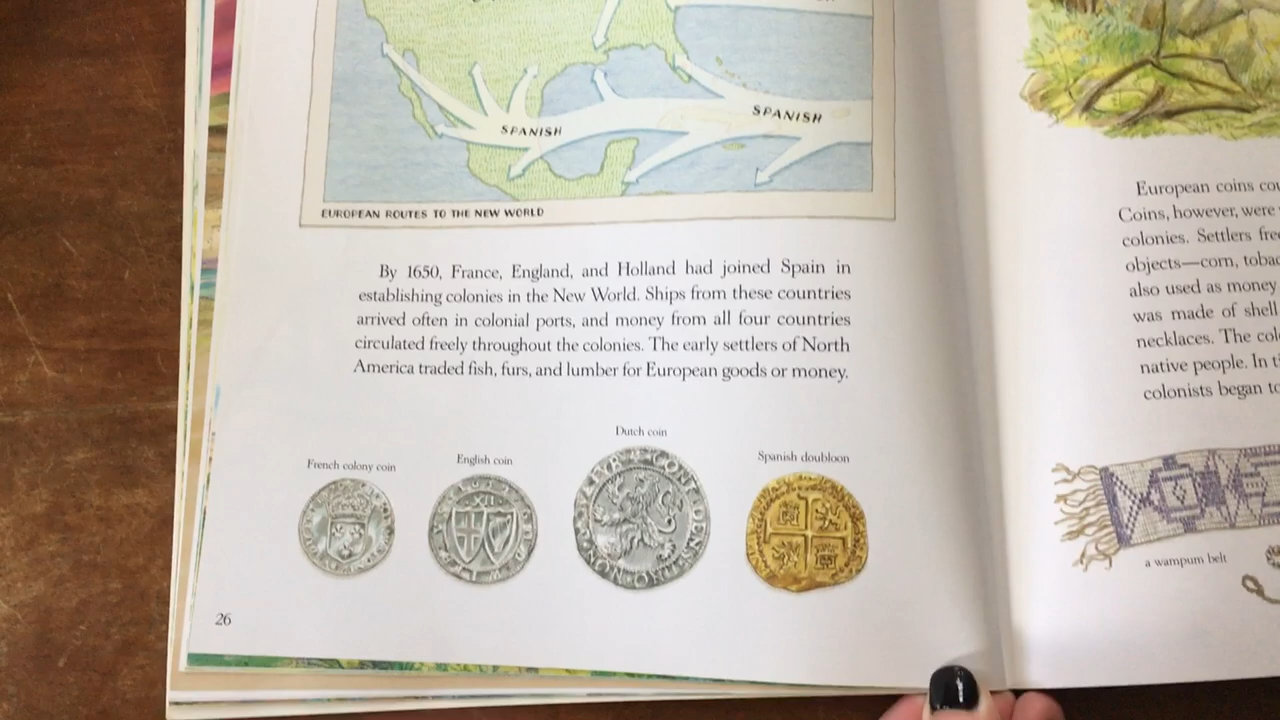 SPANISH
SPANISH
EUROPEAN ROUTES TO THE NEW WORLD
By 1650, France, England, and Holland had joined Spain in
establishing colonies in the New World. Ships from these countries
arrived often in colonial ports, and money from all four countries
circulated freely throughout the colonies. The early settlers of North
America traded fish, furs, and lumber for European goods or money.
French colony coin
English coin
Dutch coin
Spanish doubloon
XII
26
European coins
Coins, however, were
colonies. Settlers
objects—corn,
also used as money
was made of shell
necklaces. The
native people. In
colonists began
a wampum belt